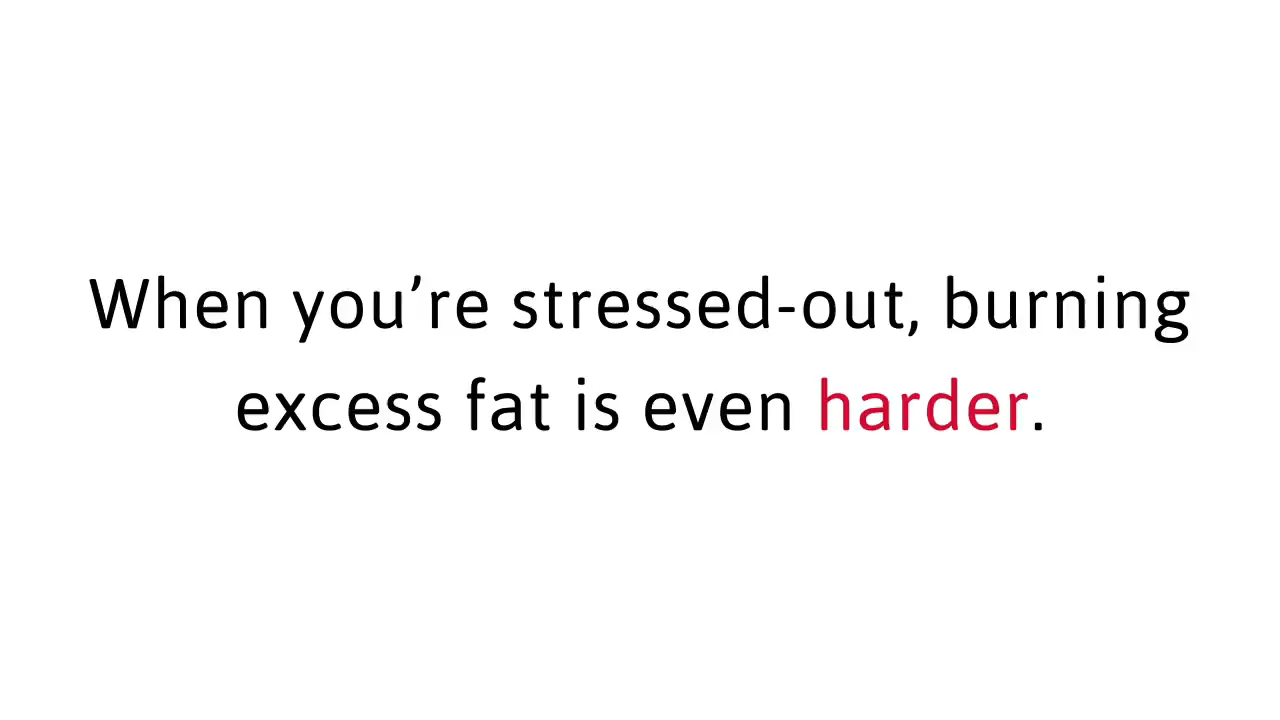 When you’re stressed-out, burning
excess fat is even harder.